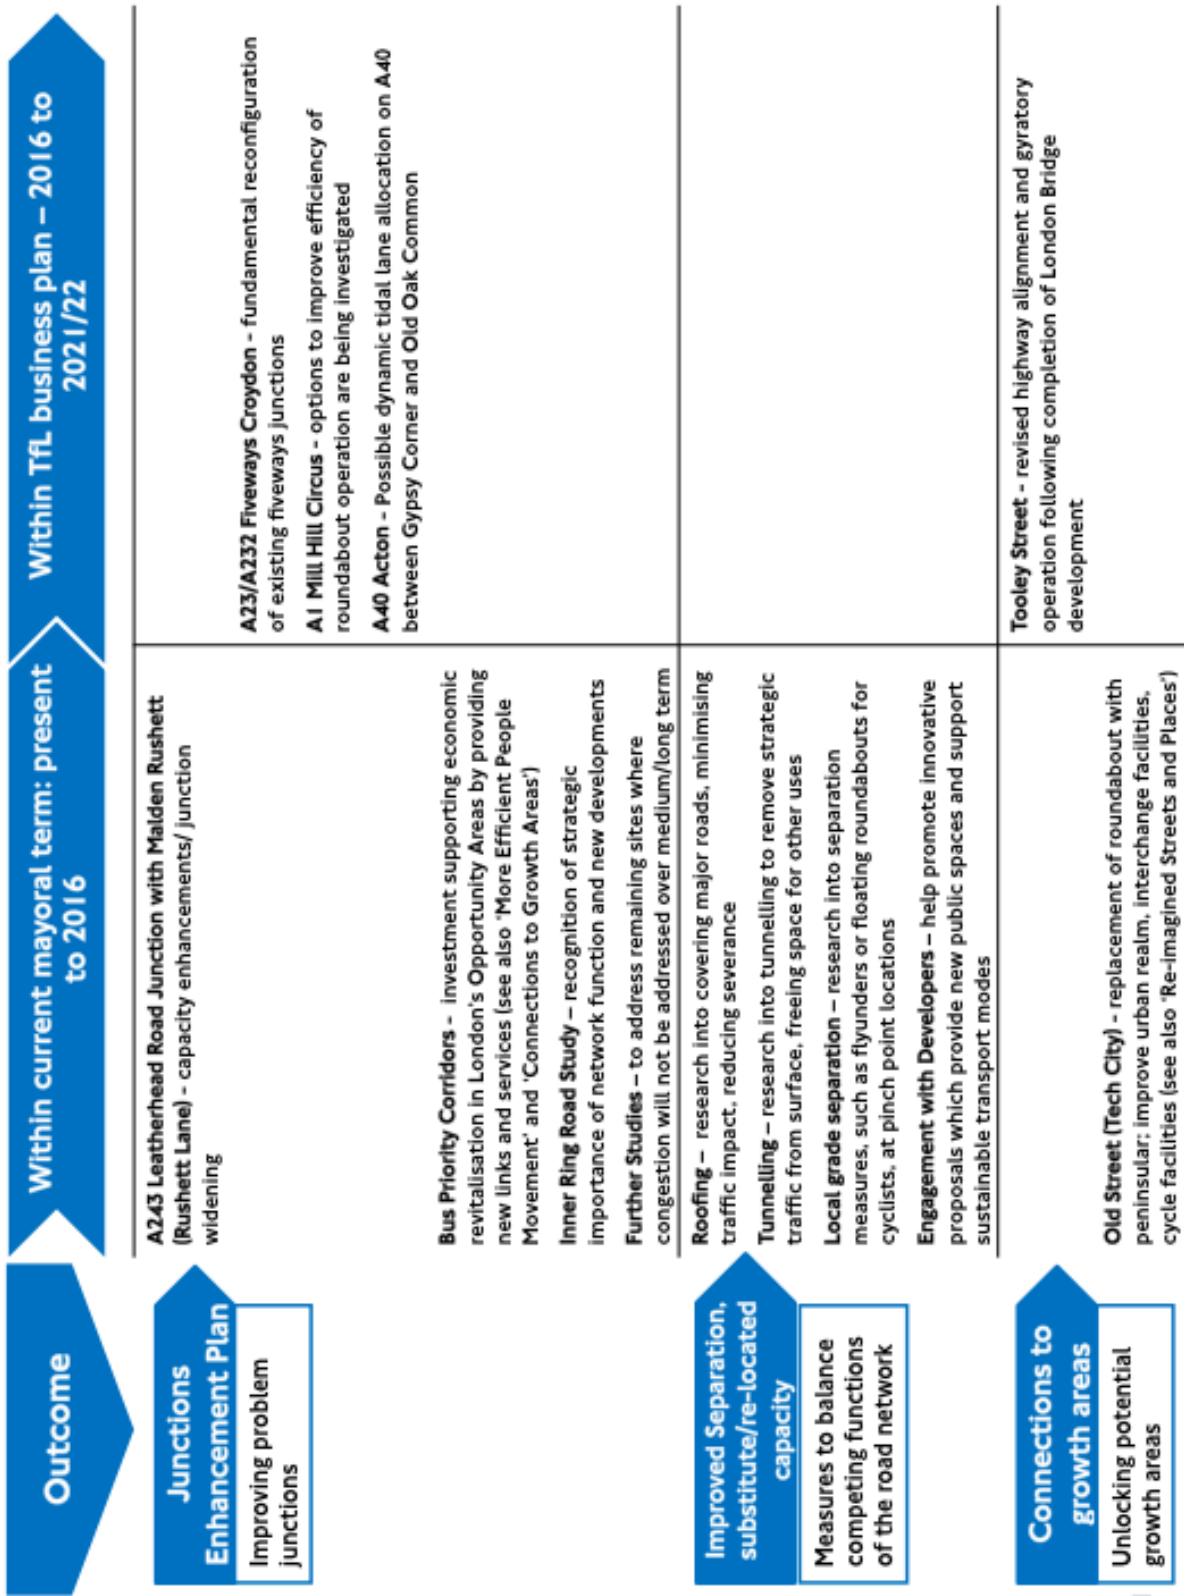 Outcome
Within current mayoral term: present
to 2016
Within TfL business plan – 2016 to
2021/22
Junctions
Enhancement Plan
Improving problem
junctions
A243 Leatherhead Road Junction with Malden Rushett
(Rushett Lane) - capacity enhancements/ junction
widening
Bus Priority Corridors - investment supporting economic
revitalisation in London's Opportunity Areas by providing
new links and services (see also 'More Efficient People
Movement' and 'Connections to Growth Areas')
Inner Ring Road Study – recognition of strategic
importance of network function and new developments
Further Studies – to address remaining sites where
congestion will not be addressed over medium/long term
A23/A232 Fiveways Croydon - fundamental reconfiguration
of existing fiveways junctions
A1 Mill Hill Circus - options to improve efficiency of
roundabout operation are being investigated
A40 Acton - Possible dynamic tidal lane allocation on A40
between Gypsy Corner and Old Oak Common
Improved Separation,
substitute/re-located
capacity
Measures to balance
competing functions
of the road network
Roofing – research into covering major roads, minimising
traffic impact, reducing severance
Tunnelling – research into tunnelling to remove strategic
traffic from surface, freeing space for other uses
Local grade separation – research into separation
measures, such as flyunders or floating roundabouts for
cyclists, at pinch point locations
Engagement with Developers – help promote innovative
proposals which provide new public spaces and support
sustainable transport modes
Connections to
growth areas
Unlocking potential
growth areas
Old Street (Tech City) - replacement of roundabout with
peninsular; improve urban realm, interchange facilities,
cycle facilities (see also 'Re-imagined Streets and Places')
Tooley Street - revised highway alignment and gyratory
operation following completion of London Bridge
development